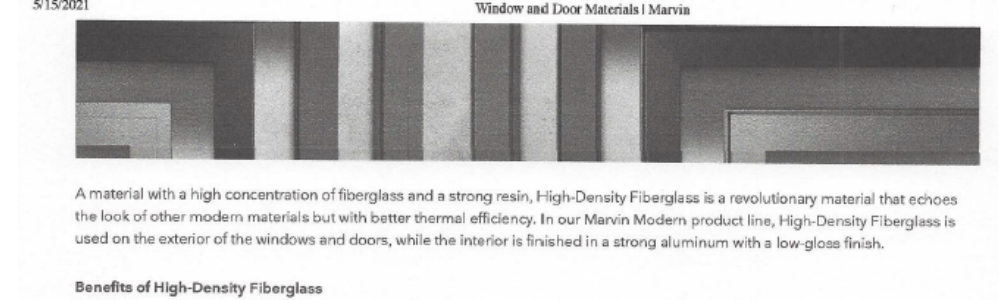 5/15/2021
Window and Door Materials | Marvin
A material with a high concentration of fiberglass and a strong resin, High-Density Fiberglass is a revolutionary material that echoes
the look of other modern materials but with better thermal efficiency. In our Marvin Modern product line, High-Density Fiberglass is
used on the exterior of the windows and doors, while the interior is finished in a strong aluminum with a low-gloss finish.
Benefits of High-Density Fiberglass